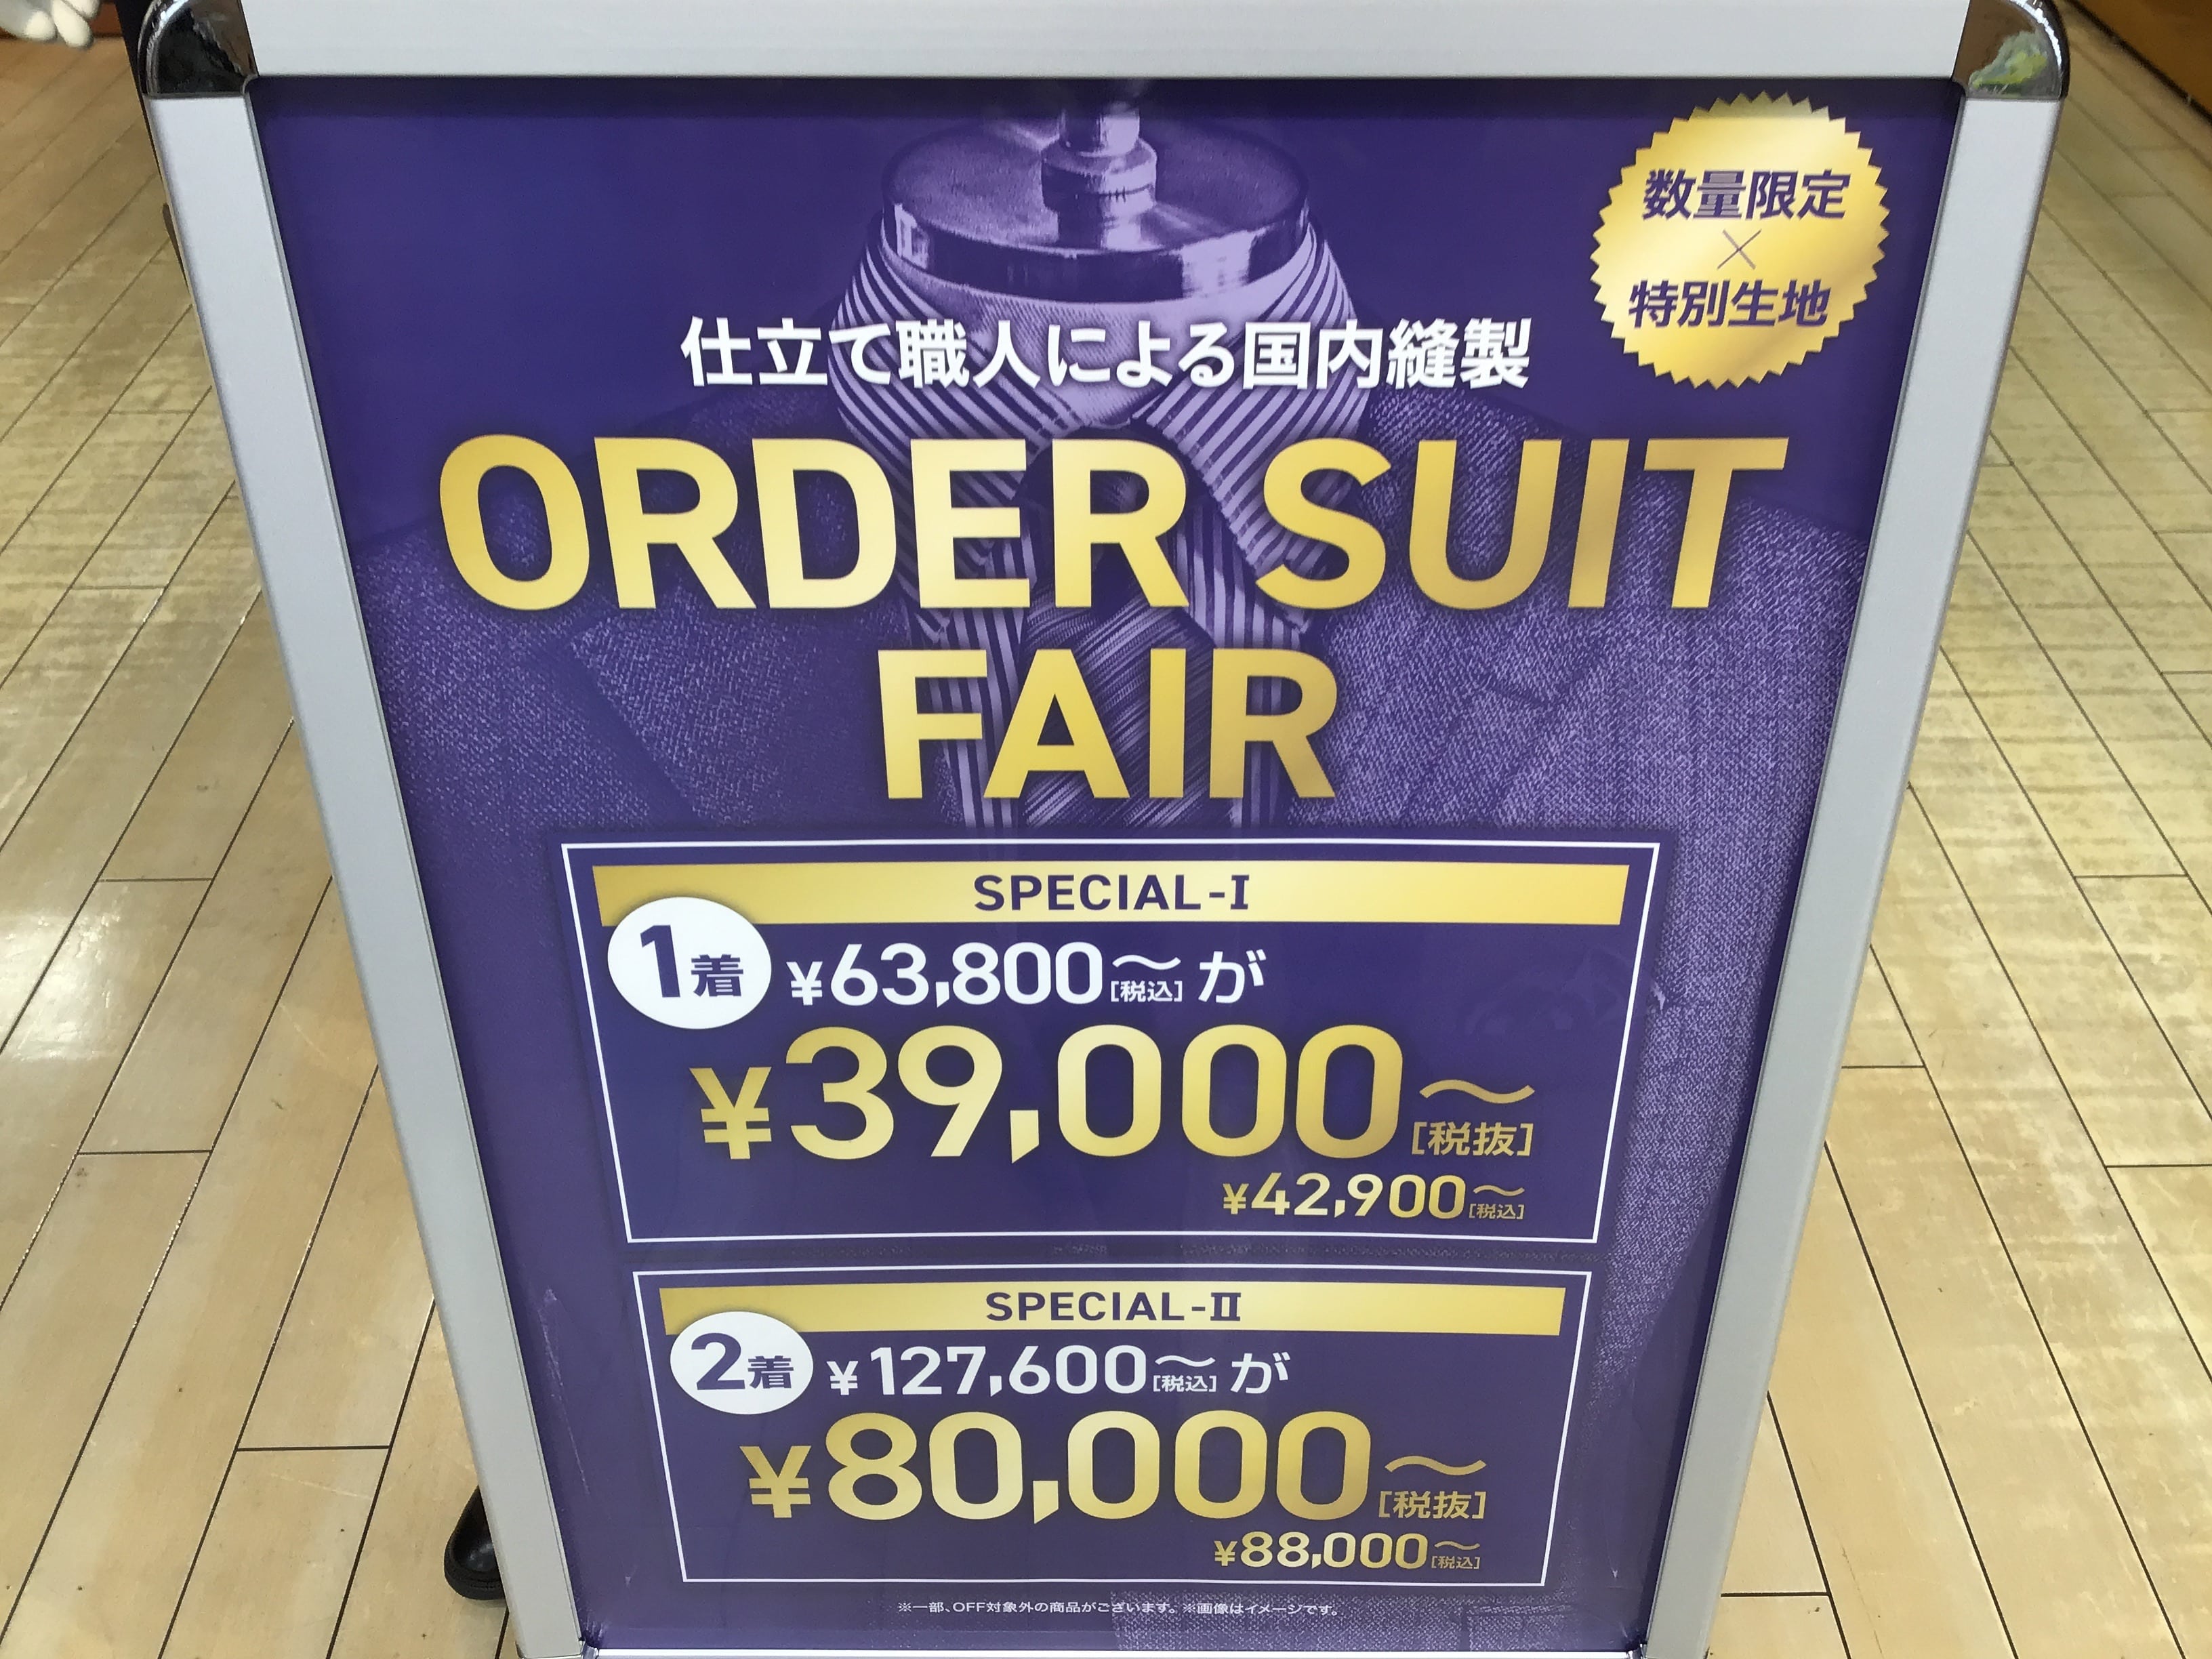 数量限定
×
特別生地
仕立て職人による国内縫製
ORDER SUIT
FAIR
SPECIAL-I
1着 ¥63,800〜[税込]が
¥39,000〜[税抜]
¥42,900〜[税込]
SPECIAL-II
2着 ¥127,600〜[税込]が
¥80,000〜[税抜]
¥88,000〜[税込]
※一部、OFF対象外の商品がございます。※画像はイメージです。